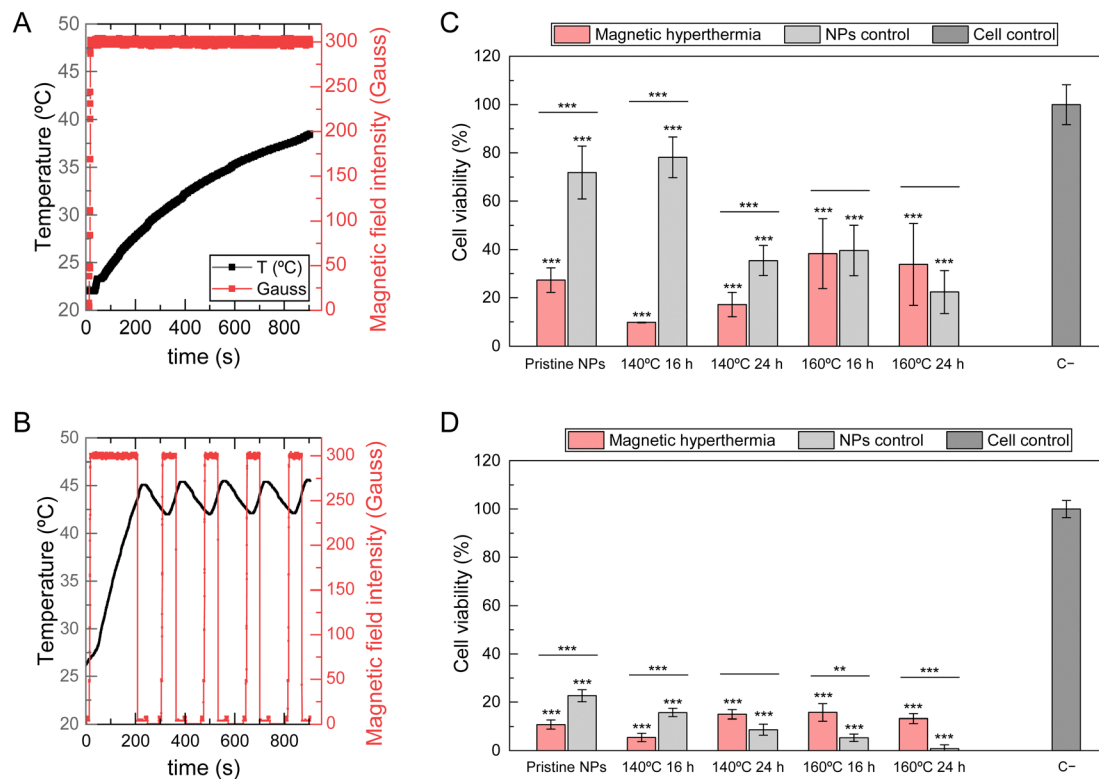 A
Temperature (ºC)
50
45
40
35
30
25
20
0 200 400 600 800
time (s)
300
250
200
150
100
50
0
Magnetic field intensity (Gauss)
T (ºC)
Gauss
C
Magnetic hyperthermia NPs control Cell control
Cell viability (%)
120
100
80
60
40
20
0
*** ***
*** ***
*** *** *** ***
*** *** *** ***
*** ***
Pristine NPs 140ºC 16 h 140ºC 24 h 160ºC 16 h 160ºC 24 h C−
B
Temperature (ºC)
50
45
40
35
30
25
20
0 200 400 600 800
time (s)
300
250
200
150
100
50
0
Magnetic field intensity (Gauss)
D
Magnetic hyperthermia NPs control Cell control
Cell viability (%)
120
100
80
60
40
20
0
*** *** ** ***
*** *** *** *** ***
*** *** *** *** ***
Pristine NPs 140ºC 16 h 140ºC 24 h 160ºC 16 h 160ºC 24 h C−